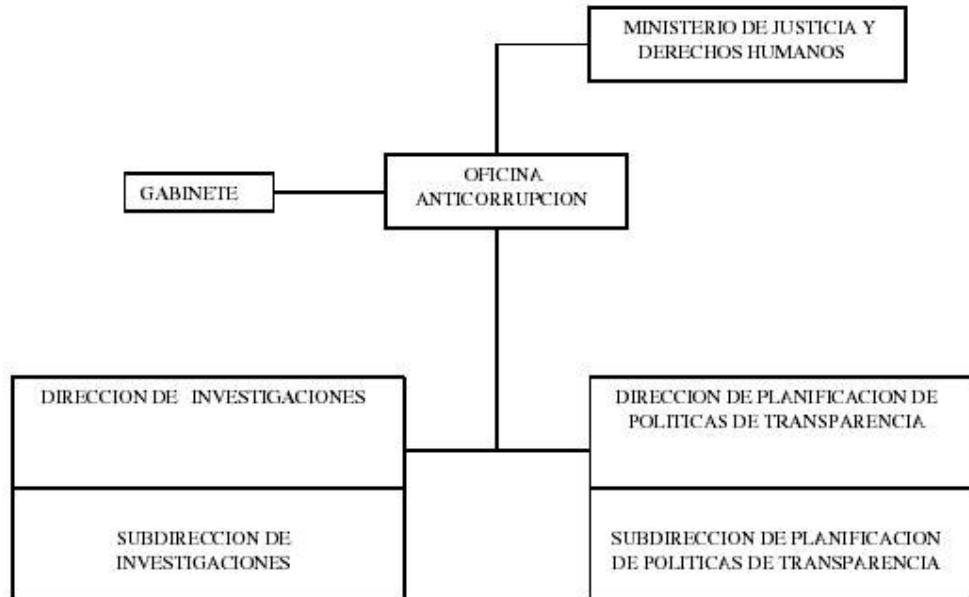 MINISTERIO DE JUSTICIA Y
DERECHOS HUMANOS
OFICINA
ANTICORRUPCION
GABINETE
DIRECCION DE INVESTIGACIONES
DIRECCION DE PLANIFICACION DE
POLITICAS DE TRANSPARENCIA
SUBDIRECCION DE
INVESTIGACIONES
SUBDIRECCION DE PLANIFICACION
DE POLITICAS DE TRANSPARENCIA